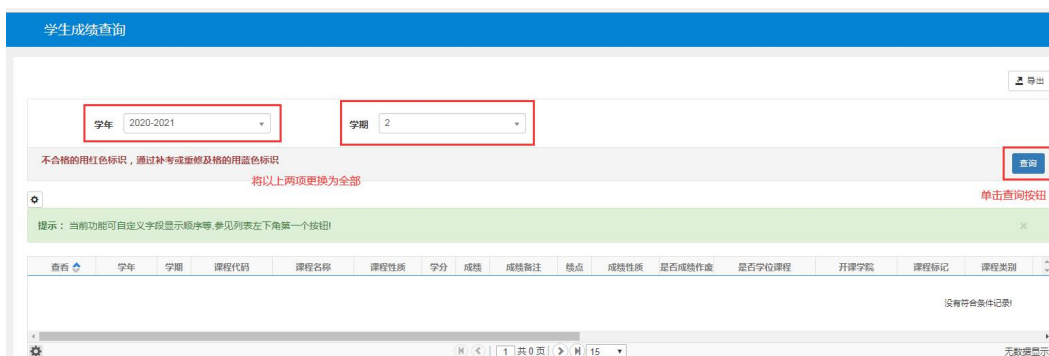 学生成绩查询
导出
学年 2020-2021 学期 2
不合格的用红色标识，通过补考或重修及格的用蓝色标识 查询
将以上两项更换为全部
单击查询按钮
提示： 当前功能可自定义字段显示顺序等,参见列表左下角第一个按钮! ×
查看 学年 学期 课程代码 课程名称 课程性质 学分 成绩 成绩备注 绩点 成绩性质 是否成绩作废 是否学位课程 开课学院 课程标记 课程类别
没有符合条件记录!
1 共 0 页 15 无数据显示